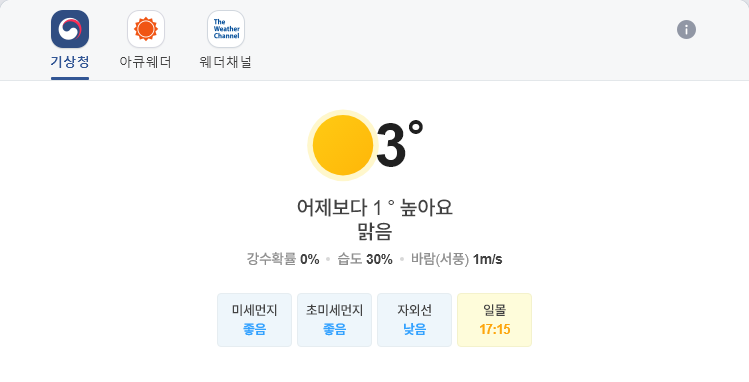 The
Weather
Channel
기상청 아큐웨더 웨더채널
3°
어제보다 1° 높아요
맑음
강수확률 0% • 습도 30% • 바람(서풍) 1m/s
미세먼지 초미세먼지 자외선 일몰
좋음 좋음 낮음 17:15